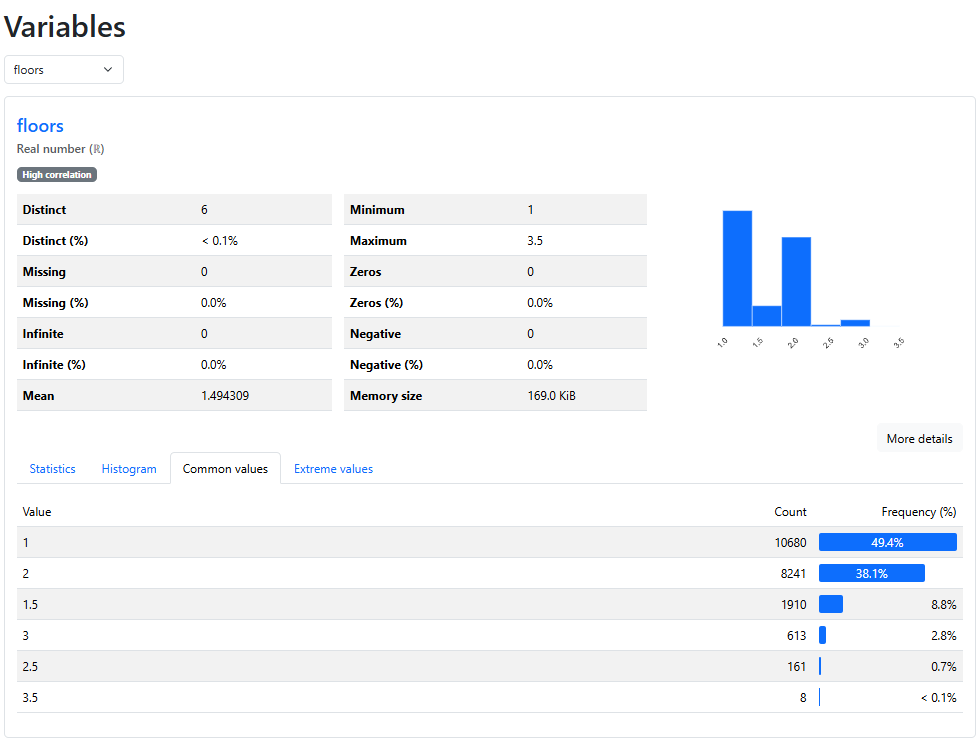 Variables
floors
floors
Real number (ℝ)
High correlation
Distinct 6
Distinct (%) < 0.1%
Missing 0
Missing (%) 0.0%
Infinite 0
Infinite (%) 0.0%
Mean 1.494309
Minimum 1
Maximum 3.5
Zeros 0
Zeros (%) 0.0%
Negative 0
Negative (%) 0.0%
Memory size 169.0 KiB
1.0 1.5 2.0 2.5 3.0 3.5
More details
Statistics Histogram Common values Extreme values
Value Count Frequency (%)
1 10680 49.4%
2 8241 38.1%
1.5 1910 8.8%
3 613 2.8%
2.5 161 0.7%
3.5 8 < 0.1%